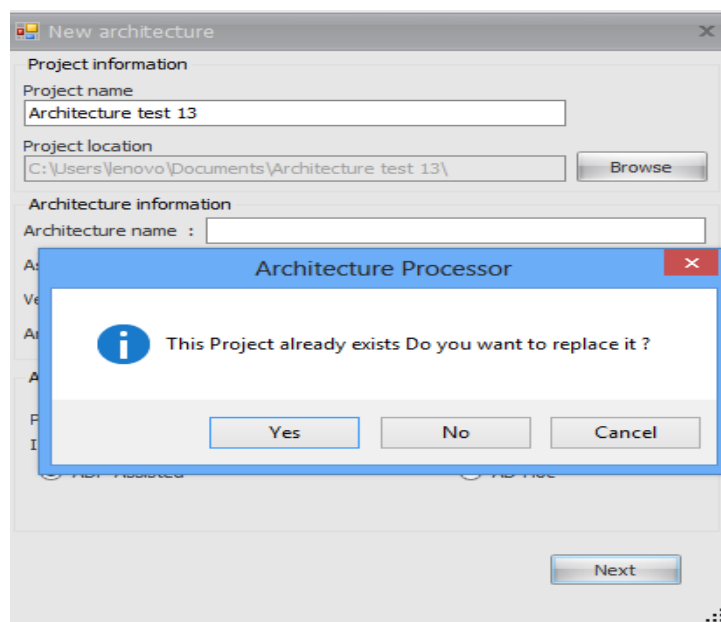 New architecture
Project information
Project name
Architecture test 13
Project location
C:\Users\lenovo\Documents\Architecture test 13\
Browse
Architecture information
Architecture name :
Architecture Processor
This Project already exists Do you want to replace it ?
Yes No Cancel
Next